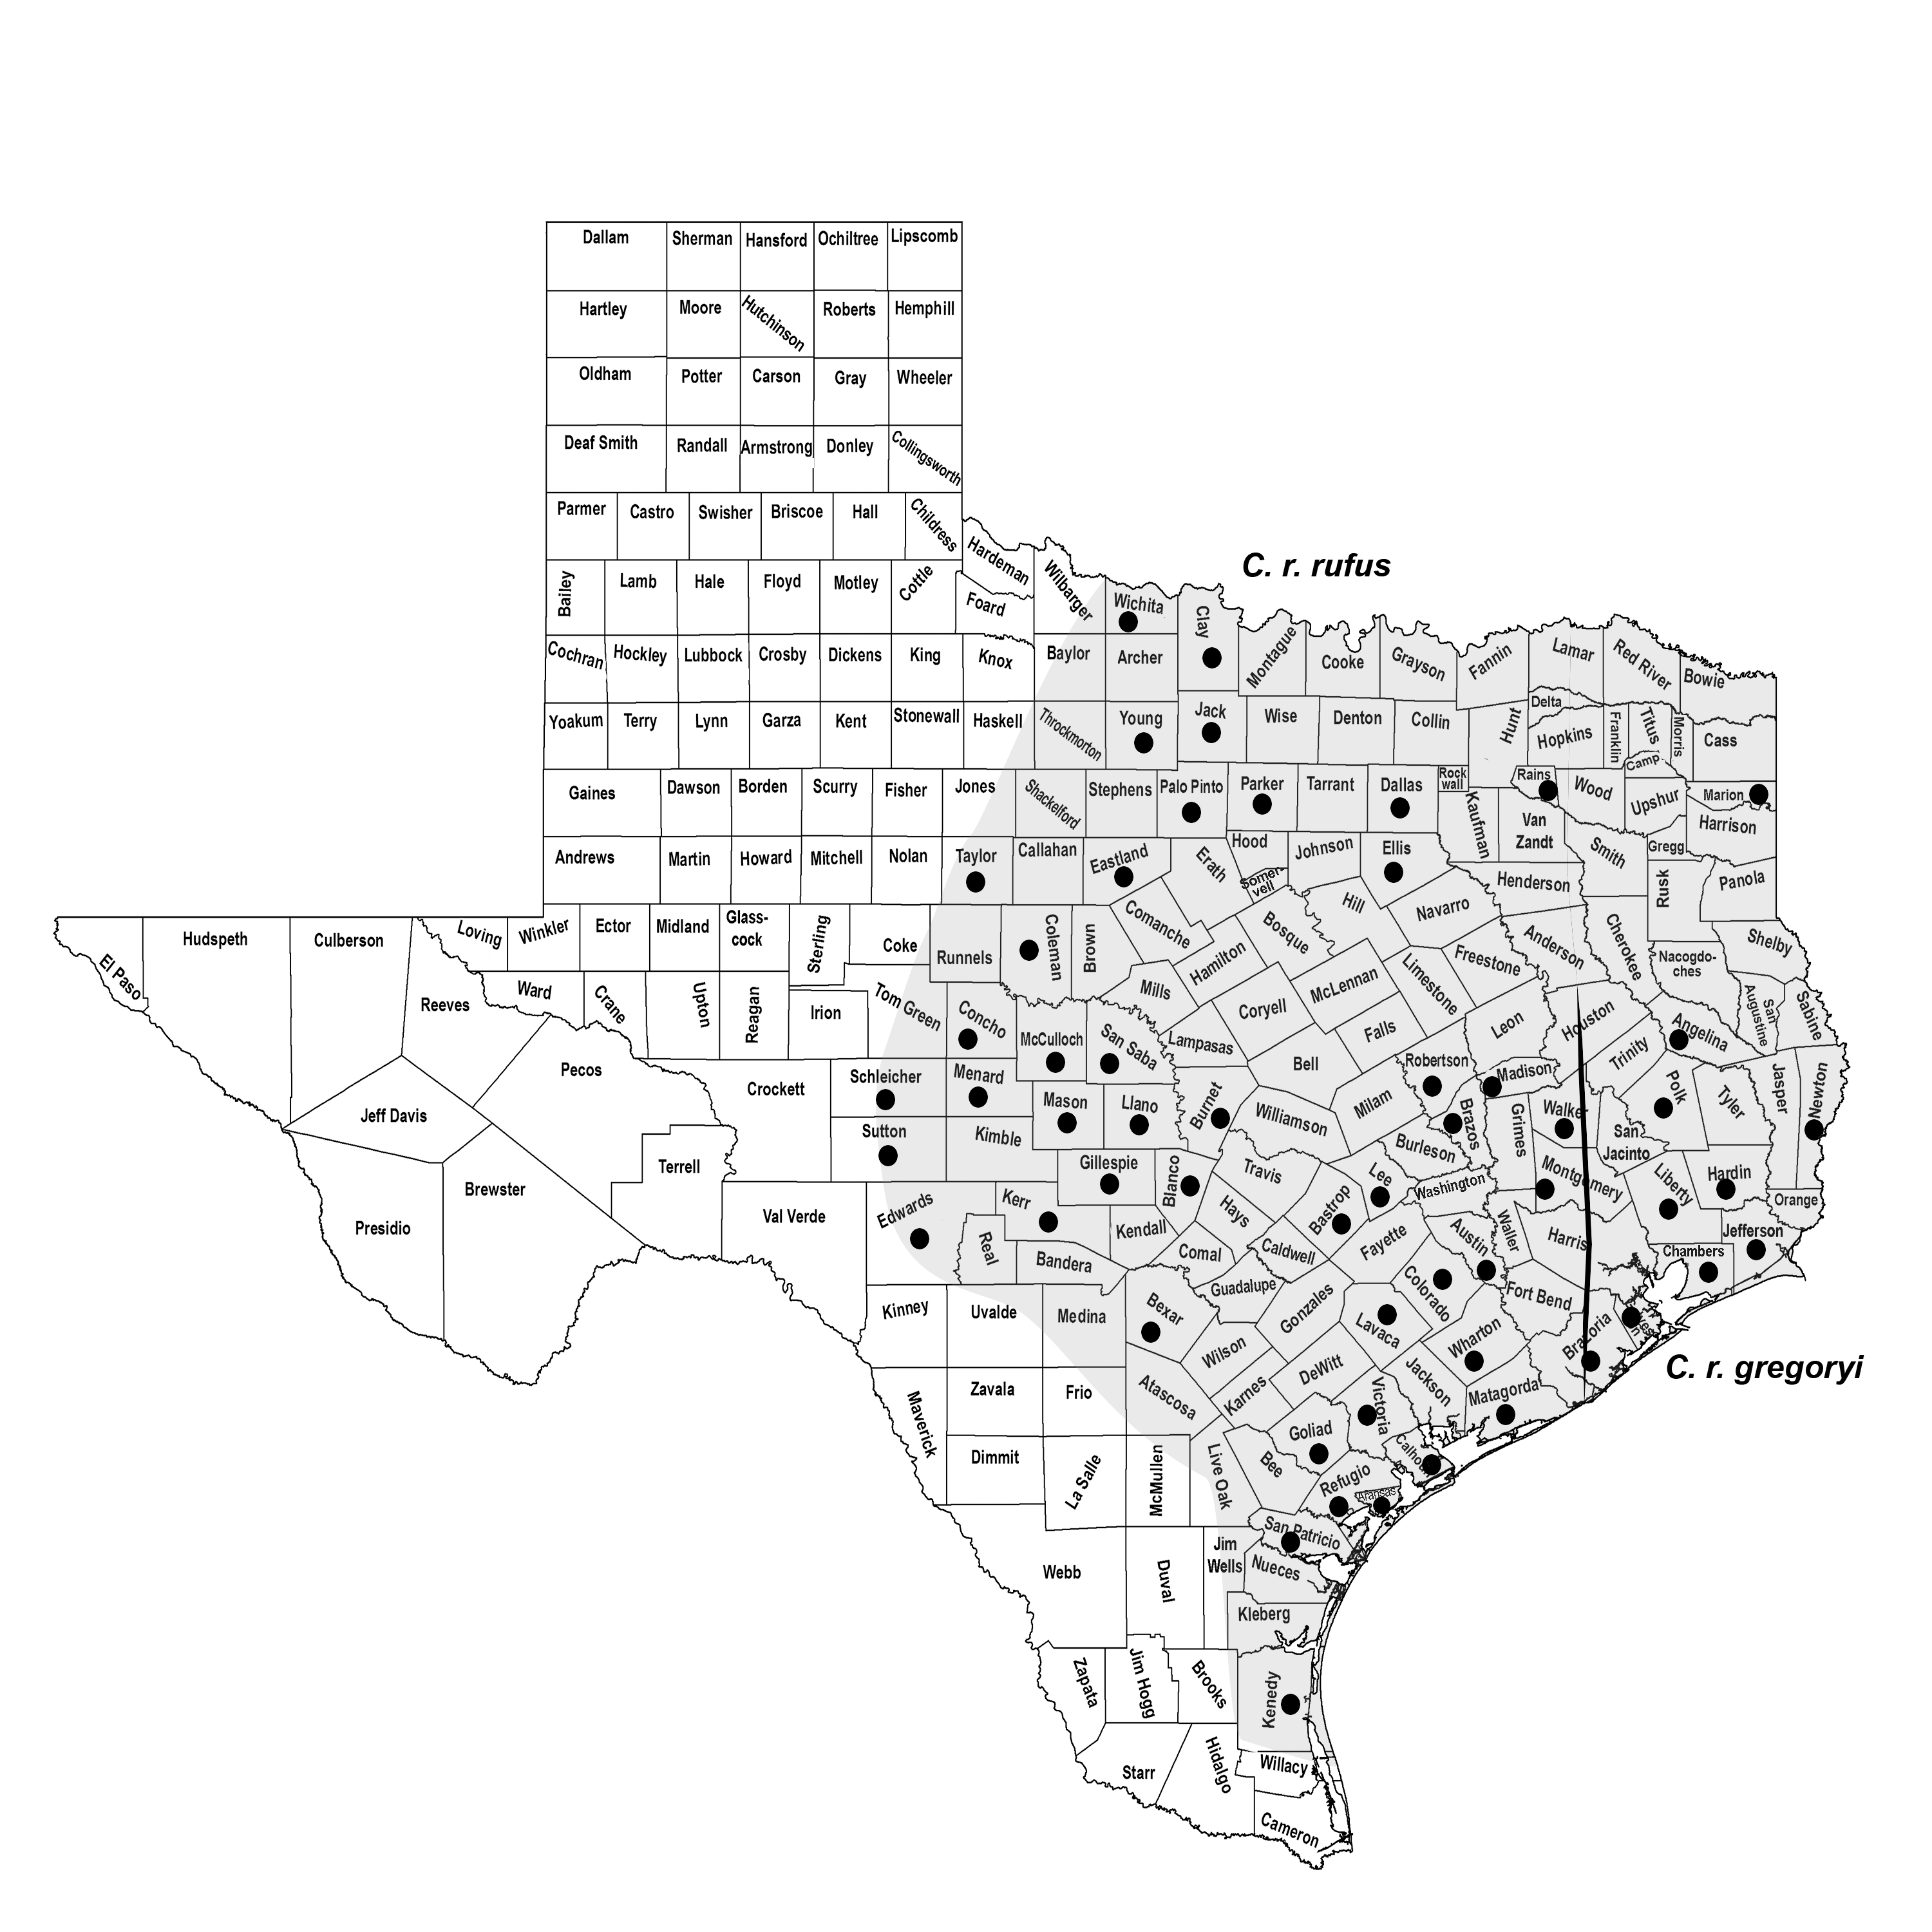 Dallam
Sherman
Hansford
Ochiltree
Lipscomb
Hartley
Moore
Hutchinson
Roberts
Hemphill
Oldham
Potter
Carson
Gray
Wheeler
Deaf Smith
Randall
Armstrong
Donley
Collingsworth
Parmer
Castro
Swisher
Briscoe
Hall
Childress
Hardeman
Wilbarger
C. r. rufus
Bailey
Lamb
Hale
Floyd
Motley
Cottle
Foard
Wichita
Clay
Montague
Cooke
Grayson
Fannin
Lamar
Red River
Bowie
Cochran
Hockley
Lubbock
Crosby
Dickens
King
Knox
Baylor
Archer
Yoakum
Terry
Lynn
Garza
Kent
Stonewall
Haskell
Throckmorton
Young
Jack
Wise
Denton
Collin
Hunt
Delta
Hopkins
Franklin
Titus
Morris
Cass
Camp
Gaines
Dawson
Borden
Scurry
Fisher
Jones
Shackelford
Stephens
Palo Pinto
Parker
Tarrant
Dallas
Rock
wall
Kaufman
Rains
Wood
Upshur
Marion
Harrison
Van
Zandt
Smith
Gregg
Andrews
Martin
Howard
Mitchell
Nolan
Taylor
Callahan
Eastland
Erath
Hood
Somer-
vell
Johnson
Ellis
Henderson
Rusk
Panola
El Paso
Hudspeth
Culberson
Loving
Winkler
Ector
Midland
Glass-
cock
Sterling
Coke
Runnels
Coleman
Brown
Comanche
Hamilton
Bosque
Hill
Navarro
Anderson
Cherokee
Nacogdo-
ches
Shelby
Reeves
Ward
Crane
Upton
Reagan
Irion
Tom Green
Concho
McCulloch
San Saba
Mills
Lampasas
Coryell
McLennan
Limestone
Freestone
Falls
Bell
Leon
Houston
Trinity
Angelina
San
Augustine
Sabine
Pecos
Jeff Davis
Crockett
Schleicher
Menard
Mason
Llano
Burnet
Williamson
Milam
Robertson
Brazos
Madison
Grimes
Walker
San
Jacinto
Polk
Tyler
Jasper
Newton
Presidio
Brewster
Terrell
Val Verde
Sutton
Kimble
Gillespie
Blanco
Travis
Lee
Burleson
Washington
Montgomery
Liberty
Hardin
Orange
Jefferson
Chambers
Edwards
Real
Kerr
Kendall
Bandera
Comal
Hays
Caldwell
Bastrop
Fayette
Austin
Waller
Harris
Kinney
Uvalde
Medina
Bexar
Guadalupe
Gonzales
Lavaca
Colorado
Fort Bend
Brazoria
Wharton
C. r. gregoryi
Maverick
Zavala
Frio
Atascosa
Wilson
Karnes
DeWitt
Victoria
Jackson
Matagorda
Dimmit
La Salle
McMullen
Live Oak
Bee
Goliad
Refugio
Aransas
San Patricio
Webb
Duval
Jim
Wells
Nueces
Kleberg
Zapata
Jim Hogg
Brooks
Kenedy
Starr
Hidalgo
Willacy
Cameron